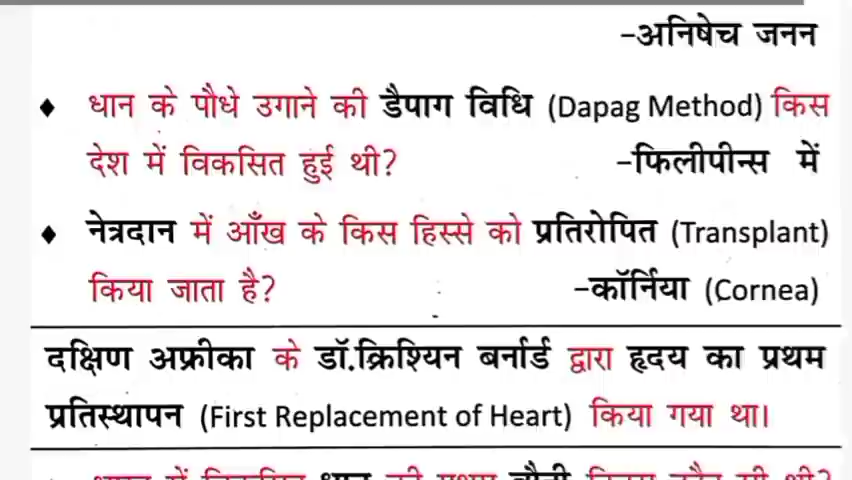 –अनिषेच जनन
♦ धान के पौधे उगाने की डैपाग विधि (Dapag Method) किस
देश में विकसित हुई थी? –फिलीपीन्स में
♦ नेत्रदान में आँख के किस हिस्से को प्रतिरोपित (Transplant)
किया जाता है? –कॉर्निया (Cornea)
दक्षिण अफ्रीका के डॉ.क्रिश्यिन बर्नार्ड द्वारा हृदय का प्रथम
प्रतिस्थापन (First Replacement of Heart) किया गया था।